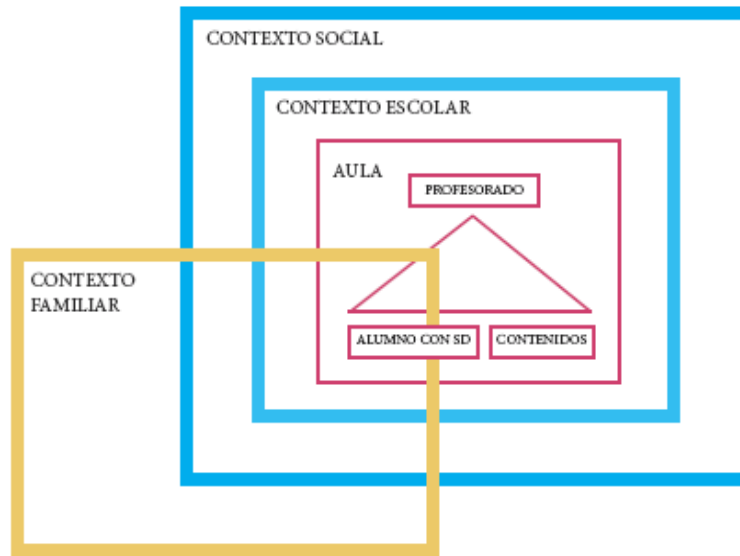 CONTEXTO SOCIAL
CONTEXTO ESCOLAR
AULA
PROFESORADO
CONTEXTO
FAMILIAR
ALUMNO CON SD
CONTENIDOS